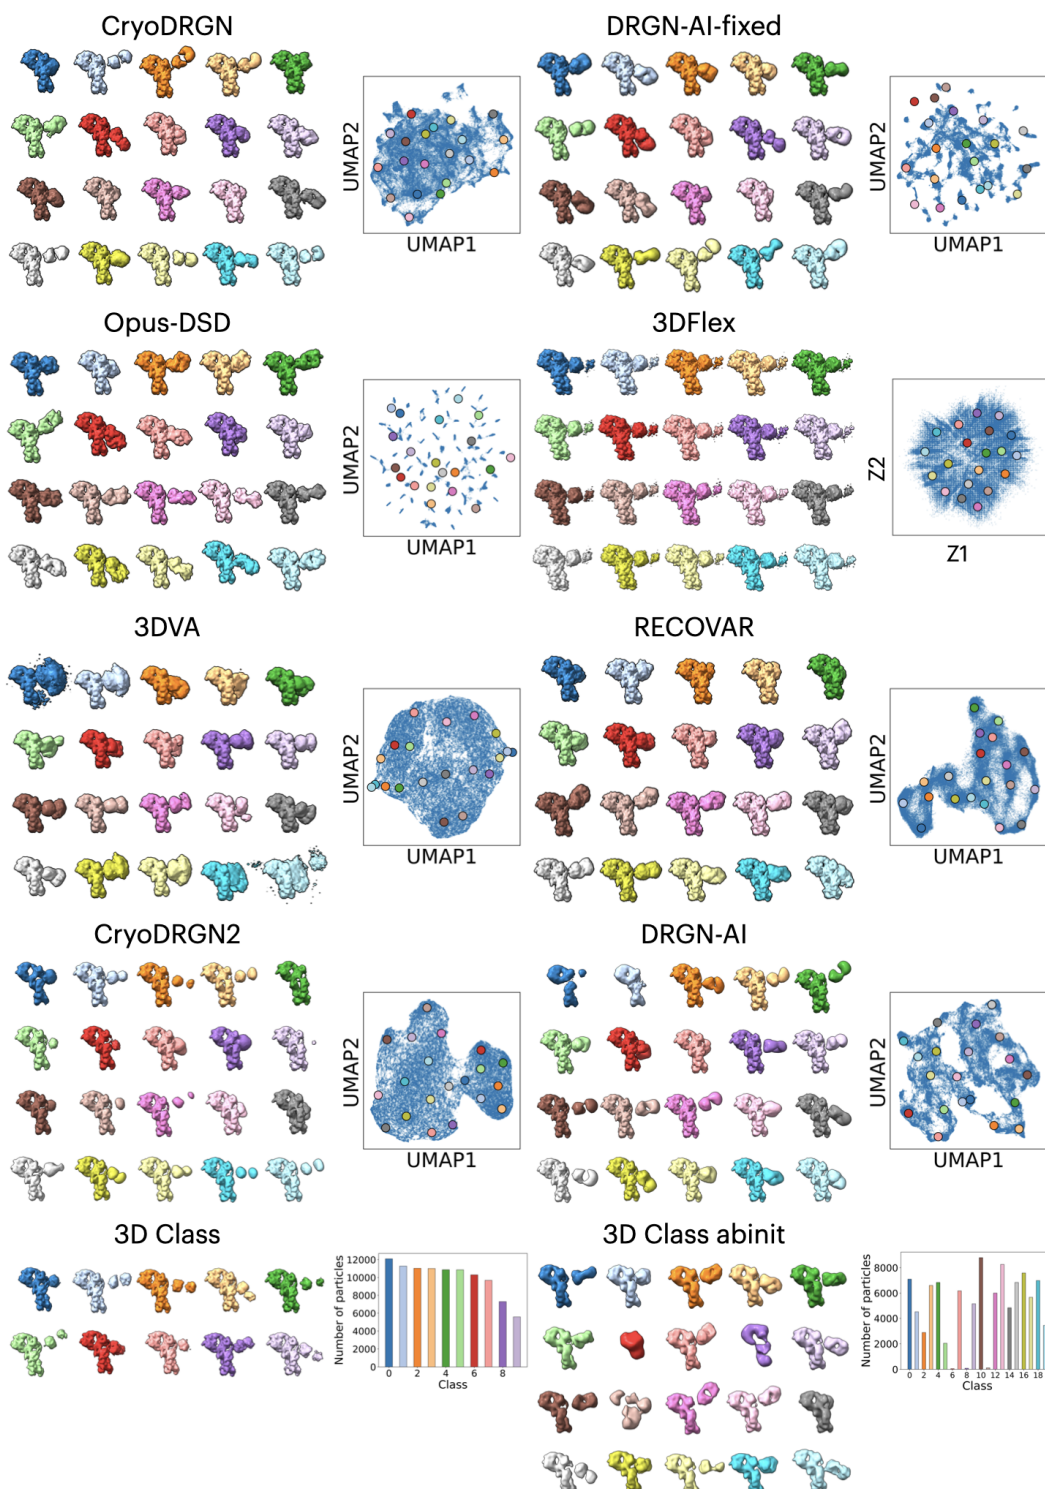 CryoDRGN
DRGN-AI-fixed
UMAP2
UMAP1
UMAP2
UMAP1
Opus-DSD
3DFlex
UMAP2
UMAP1
Z2
Z1
3DVA
RECOVAR
UMAP2
UMAP1
UMAP2
UMAP1
CryoDRGN2
DRGN-AI
UMAP2
UMAP1
UMAP2
UMAP1
3D Class
3D Class abinit
Number of particles
12000
10000
8000
6000
4000
2000
0
0 2 4 6 8
Class
Number of particles
8000
6000
4000
2000
0
0 2 4 6 8 10 12 14 16 18
Class